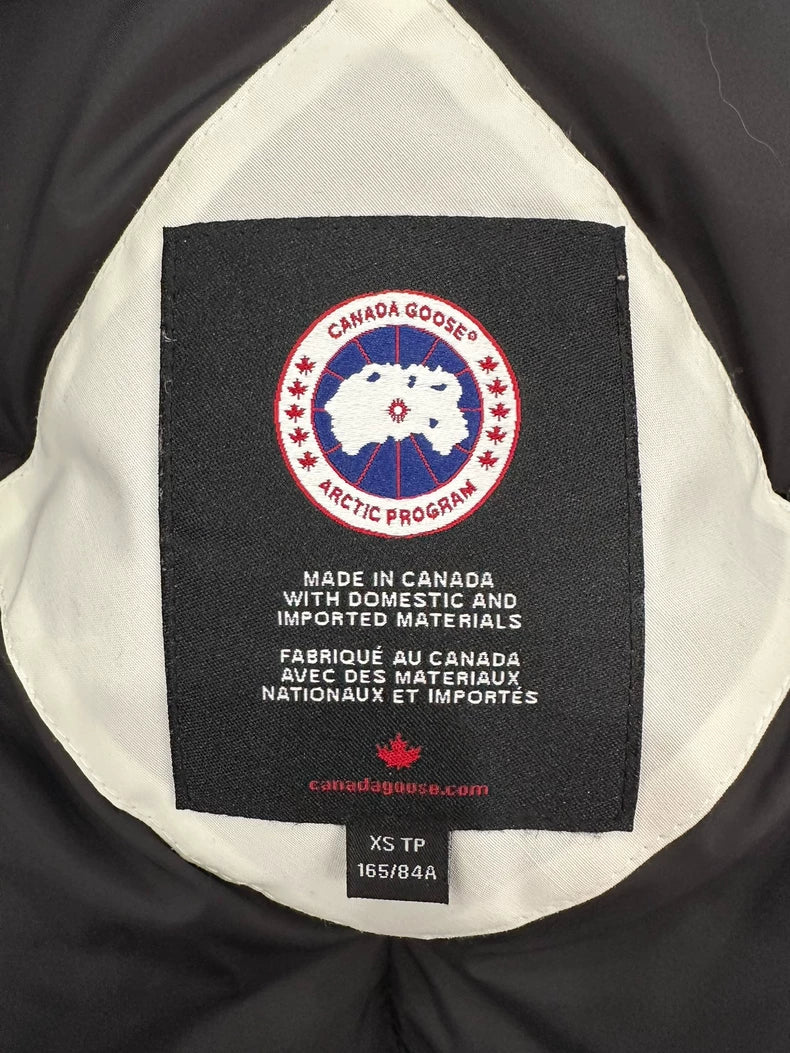 CANADA GOOSE®
ARCTIC PROGRAM
MADE IN CANADA
WITH DOMESTIC AND
IMPORTED MATERIALS
FABRIQUÉ AU CANADA
AVEC DES MATERIAUX
NATIONAUX ET IMPORTÉS
canadagoose.com
XS TP
165/84A